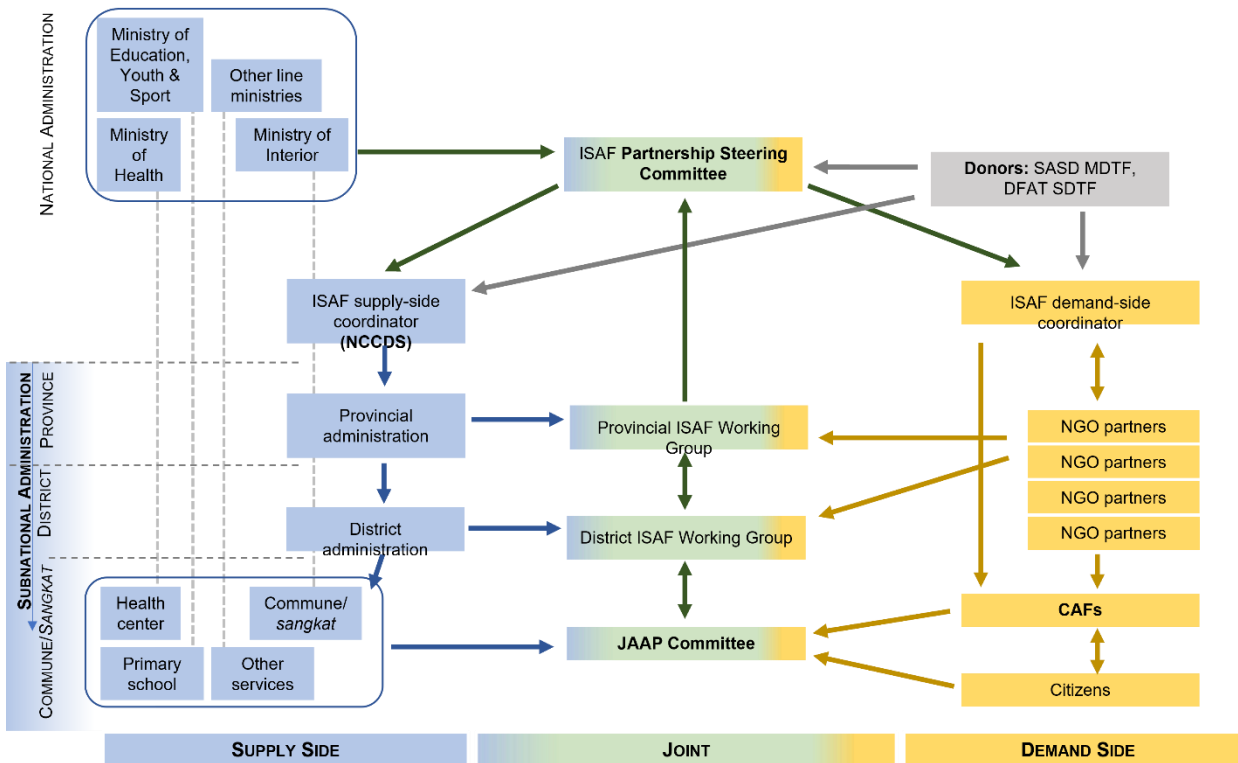 NATIONAL ADMINISTRATION
Ministry of
Education,
Youth &
Sport
Other line
ministries
Ministry
of
Health
Ministry of
Interior
ISAF Partnership Steering
Committee
Donors: SASD MDTF,
DFAT SDTF
ISAF supply-side
coordinator
(NCCDS)
ISAF demand-side
coordinator
SUBNATIONAL ADMINISTRATION
PROVINCE
Provincial
administration
Provincial ISAF Working
Group
NGO partners
NGO partners
NGO partners
NGO partners
DISTRICT
District
administration
District ISAF Working Group
COMMUNE/SANGKAT
Health
center
Commune/
sangkat
Primary
school
Other
services
JAAP Committee
CAFs
Citizens
SUPPLY SIDE
JOINT
DEMAND SIDE